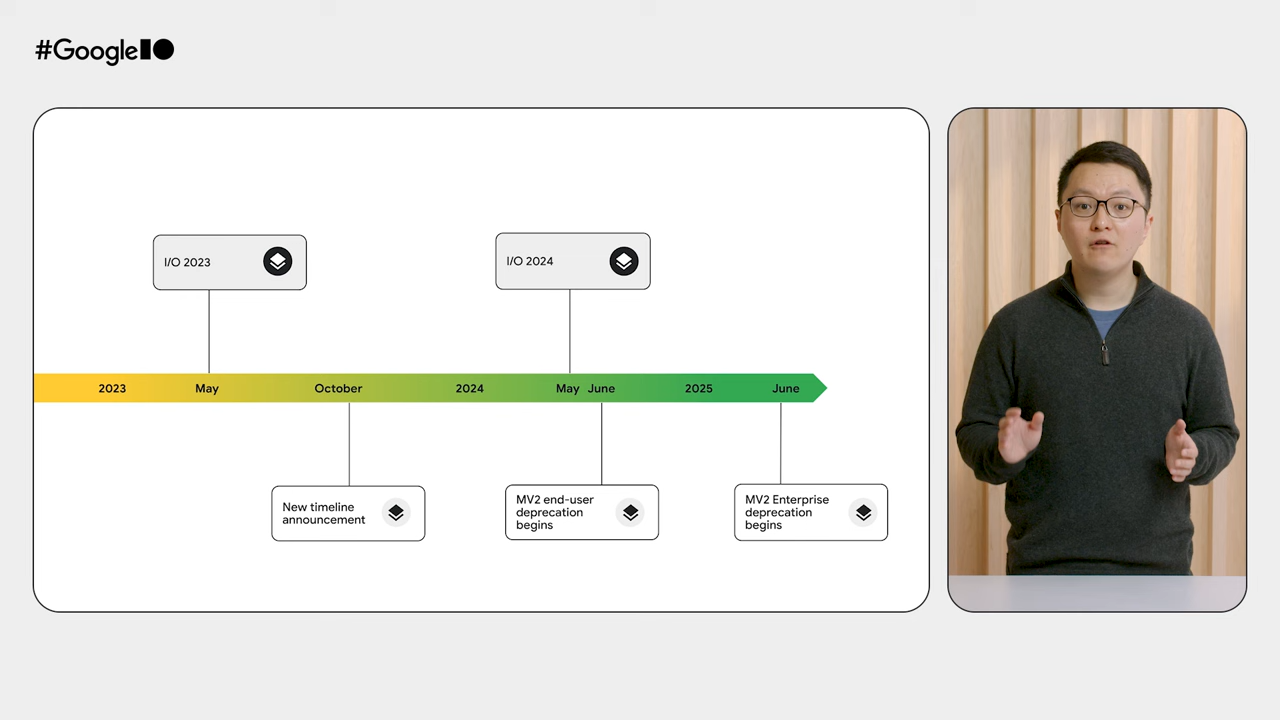 #GoogleIO
I/O 2023
I/O 2024
2023 May October 2024 May June 2025 June
New timeline
announcement
MV2 end-user
deprecation
begins
MV2 Enterprise
deprecation
begins